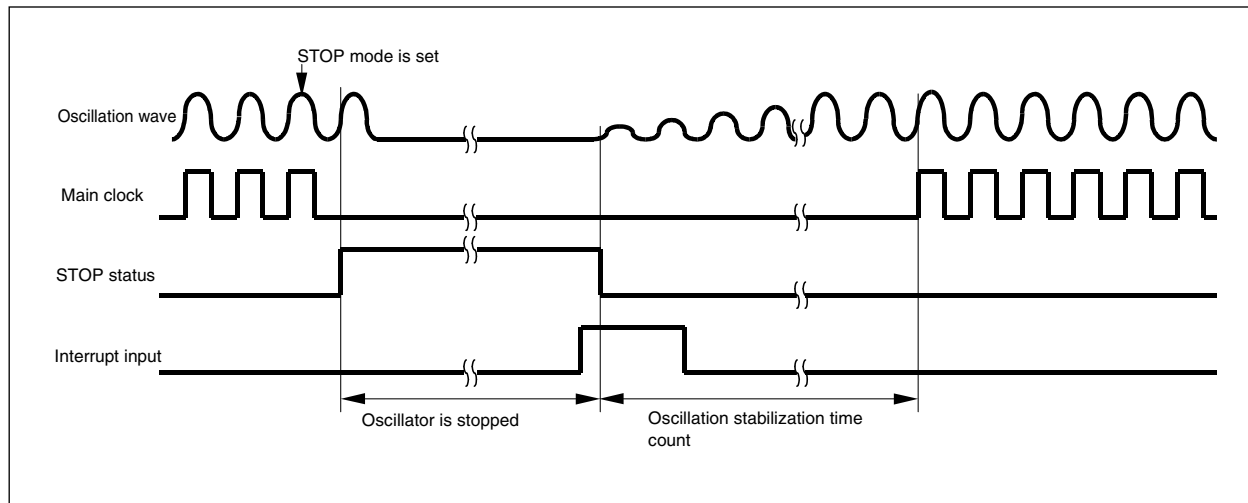 STOP mode is set
Oscillation wave
Main clock
STOP status
Interrupt input
Oscillator is stopped
Oscillation stabilization time
count